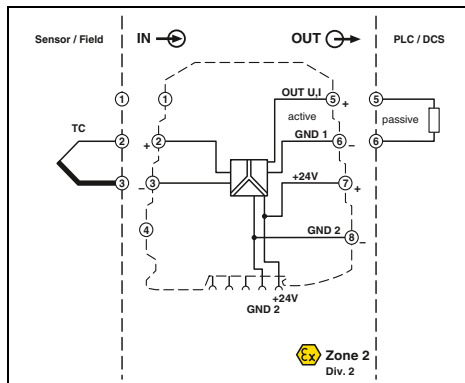 Sensor / Field
IN
OUT
PLC / DCS
1
1
OUT U,I
5
+
5
TC
active
passive
2
+
2
GND 1
6
–
6
3
–
3
+24V
7
+
4
GND 2
8
–
+24V
GND 2
Ex
Zone 2
Div. 2